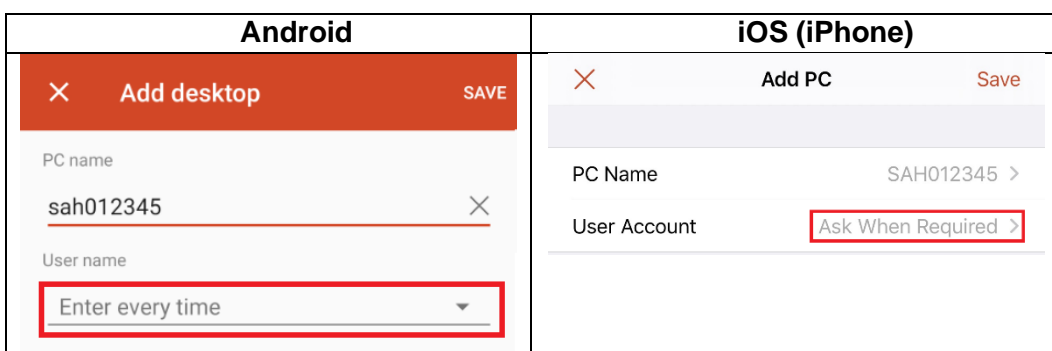 Android
Add desktop SAVE
PC name
sah012345
User name
Enter every time
iOS (iPhone)
Add PC Save
PC Name SAH012345
User Account Ask When Required